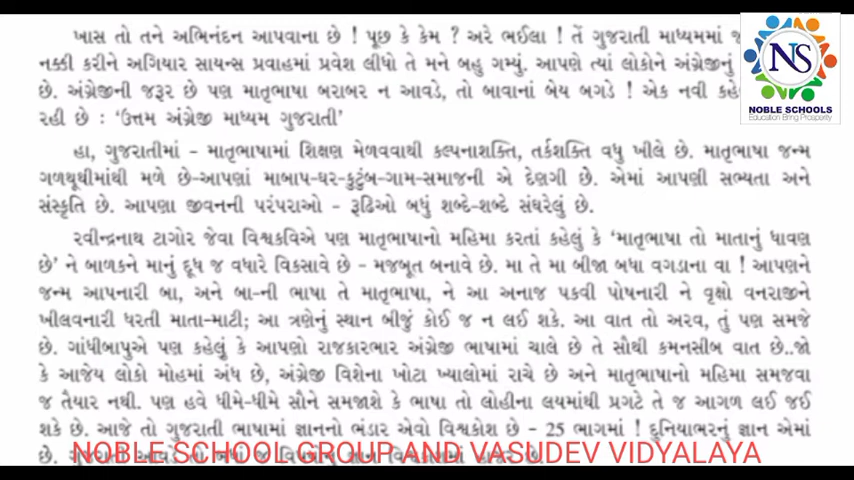 ખાસ તો તને અભિનંદન આપવાના છે ! પૂછ કે કેમ ? અરે ભઈલા ! તેં ગુજરાતી માધ્યમમાં
નક્કી કરીને અગિયાર સાયન્સ પ્રવાહમાં પ્રવેશ લીધો તે મને બહુ ગમ્યું. આપણે ત્યાં લોકોને અંગ્રેજીનું
છે. અંગ્રેજીની જરૂર છે પણ માતૃભાષા બરાબર ન આવડે, તો બાવાનાં બેય બગડે ! એક નવી
રહી છે : ‘ઉત્તમ અંગ્રેજી માધ્યમ ગુજરાતી’
હા, ગુજરાતીમાં - માતૃભાષામાં શિક્ષણ મેળવવાથી કલ્પનાશક્તિ, તર્કશક્તિ વધુ ખીલે છે. માતૃભાષા જન્મ
ગળથૂથીમાંથી મળે છે-આપણાં માબાપ-ઘર-કુટુંબ-ગામ-સમાજની એ દેણગી છે. એમાં આપણી સભ્યતા અને
સંસ્કૃતિ છે. આપણા જીવનની પરંપરાઓ - રૂઢિઓ બધું શબ્દે-શબ્દે સંઘરેલું છે.
રવીન્દ્રનાથ ટાગોર જેવા વિશ્વકવિએ પણ માતૃભાષાનો મહિમા કરતાં કહેલું કે ‘માતૃભાષા તો માતાનું ધાવણ
છે’ ને બાળકને માનું દૂધ જ વધારે વિકસાવે છે - મજબૂત બનાવે છે. મા તે મા બીજા બધા વગડાના વા ! આપણને
જન્મ આપનારી બા, અને બા-ની ભાષા તે માતૃભાષા, ને આ અનાજ પકવી પોષનારી ને વૃક્ષો વનરાજીને
ખીલવનારી ધરતી માતા-માટી; આ ત્રણેનું સ્થાન બીજું કોઈ જ ન લઈ શકે. આ વાત તો અરવ, તું પણ સમજે
છે. ગાંધીબાપુએ પણ કહેલું કે આપણો રાજકારભાર અંગ્રેજી ભાષામાં ચાલે છે તે સૌથી કમનસીબ વાત છે..જો
કે આજેય લોકો મોહમાં અંધ છે, અંગ્રેજી વિશેના ખોટા ખ્યાલોમાં રાચે છે અને માતૃભાષાનો મહિમા સમજવા
જ તૈયાર નથી. પણ હવે ધીમે-ધીમે સૌને સમજાશે કે ભાષા તો લોહીના લયમાંથી પ્રગટે તે જ આગળ લઈ જઈ
શકે છે. આજે તો ગુજરાતી ભાષામાં જ્ઞાનનો ભંડાર એવો વિશ્વકોશ છે - 25 ભાગમાં ! દુનિયાભરનું જ્ઞાન એમાં
છે.
NOBLE SCHOOL GROUP AND VASUDEV VIDYALAYA
NS
NOBLE SCHOOLS
Education Bring Prosperity